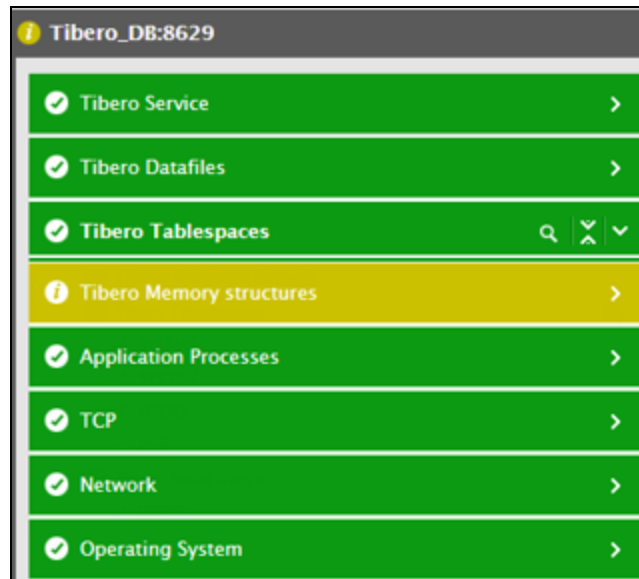 Tibero_DB:8629
Tibero Service
Tibero Datafiles
Tibero Tablespaces
Tibero Memory structures
Application Processes
TCP
Network
Operating System